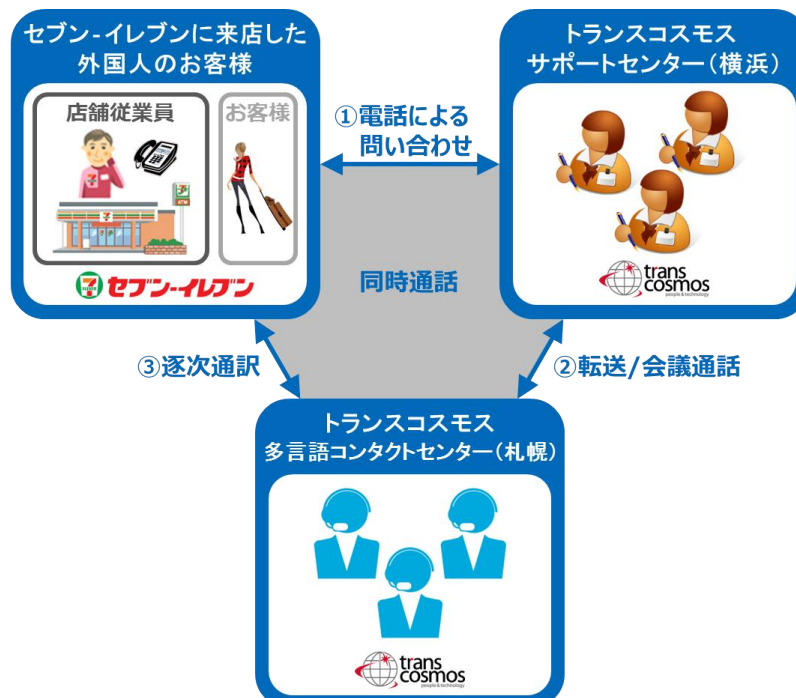 セブン-イレブンに来店した
外国人のお客様
店舗従業員
お客様
セブン-イレブン
①電話による
問い合わせ
トランスコスモス
サポートセンター(横浜)
trans
cosmos
people & technology
同時通話
③逐次通訳
②転送/会議通話
トランスコスモス
多言語コンタクトセンター(札幌)
trans
cosmos
people & technology